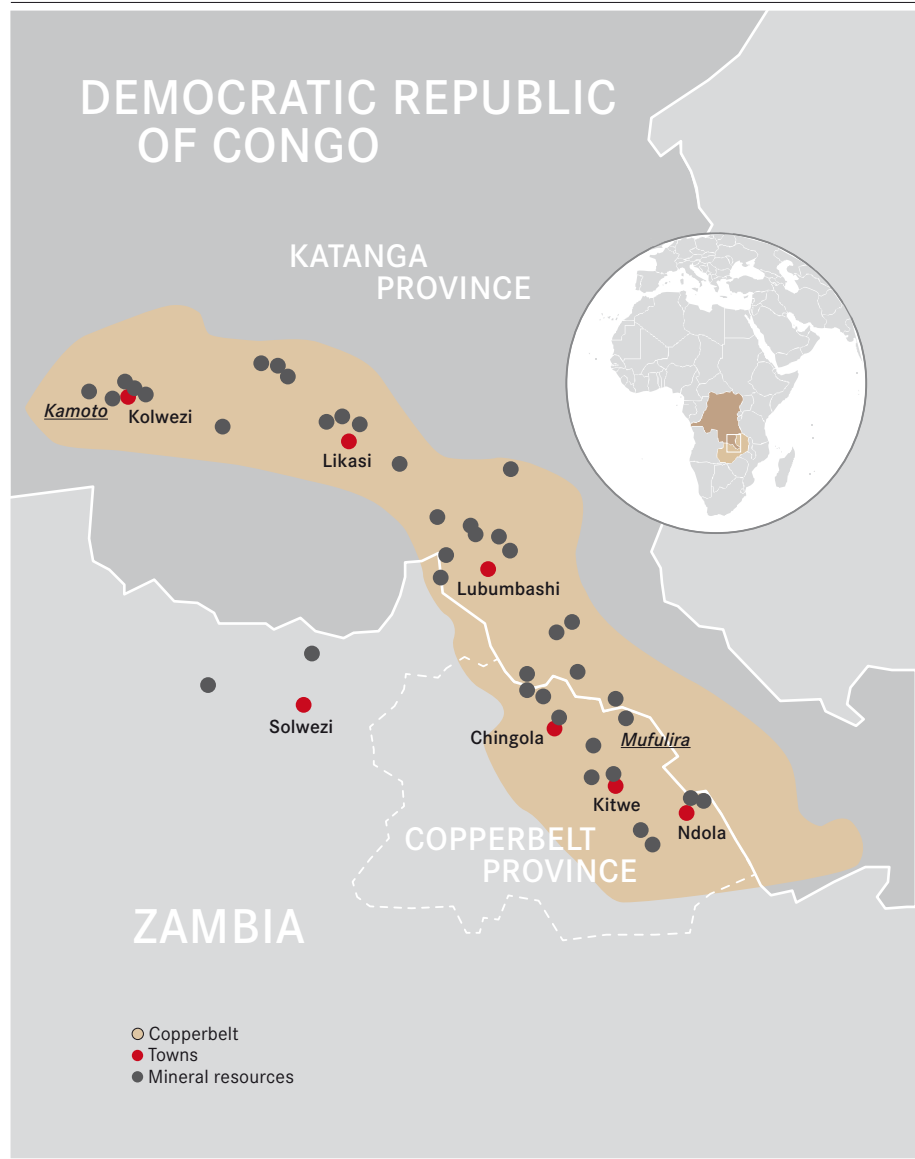 DEMOCRATIC REPUBLIC
OF CONGO
KATANGA
PROVINCE
Kamoto
Kolwezi
Likasi
Lubumbashi
Solwezi
Chingola
Mufulira
Kitwe
Ndola
COPPERBELT
PROVINCE
ZAMBIA
Copperbelt
Towns
Mineral resources